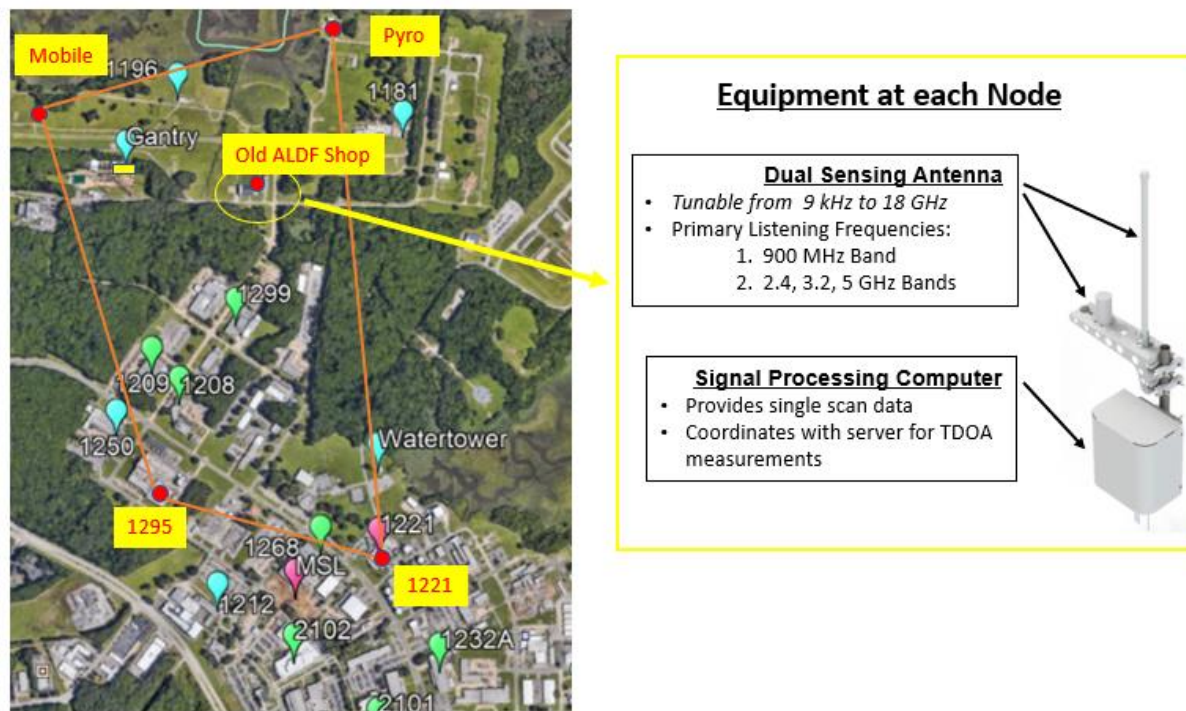 Mobile
Pyro
1196
1181
Gantry
Old ALDF Shop
1299
1209
1208
1250
Watertower
1295
1221
1268
MSL
1221
1212
2102
1232A
2101
Equipment at each Node
Dual Sensing Antenna
• Tunable from 9 kHz to 18 GHz
• Primary Listening Frequencies:
1. 900 MHz Band
2. 2.4, 3.2, 5 GHz Bands
Signal Processing Computer
• Provides single scan data
• Coordinates with server for TDOA
measurements